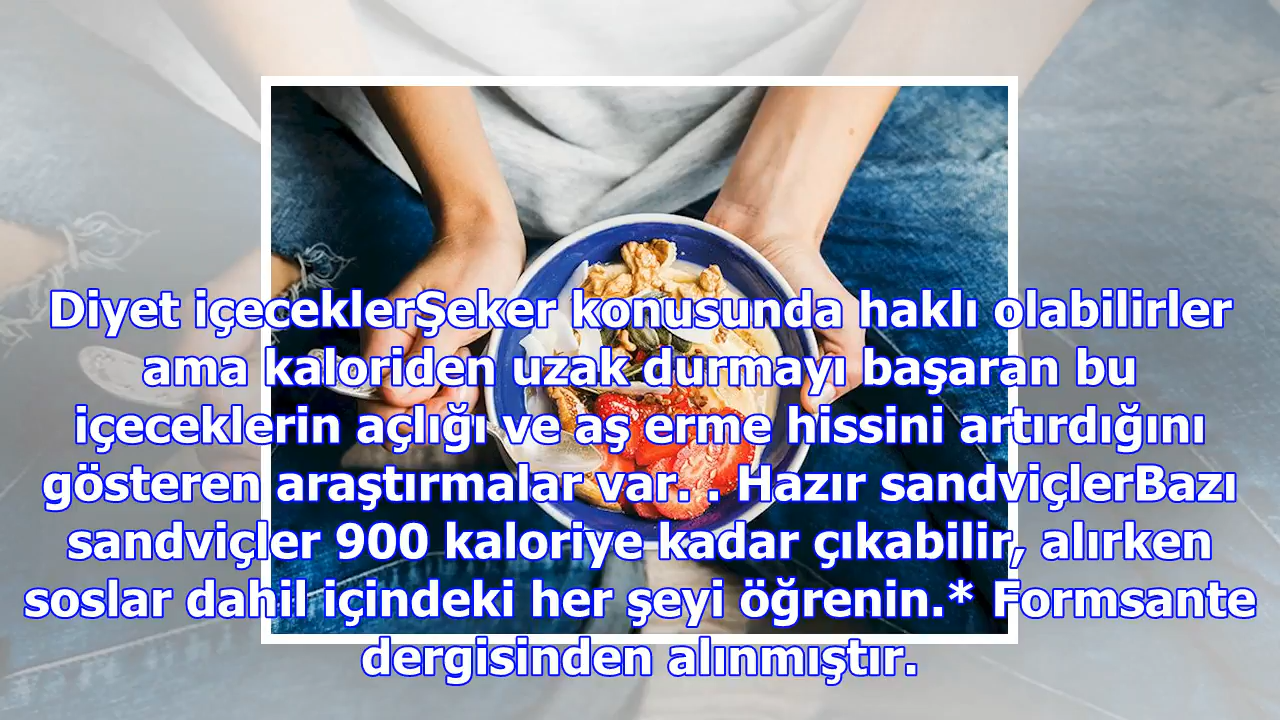 Diyet içeceklerŞeker konusunda haklı olabilirler
ama kaloriden uzak durmayı başaran bu
içeceklerin açlığı ve aş erme hissini artırdığını
gösteren araştırmalar var. . Hazır sandviçlerBazı
sandviçler 900 kaloriye kadar çıkabilir, alırken
soslar dahil içindeki her şeyi öğrenin.* Formsante
dergisinden alınmıştır.